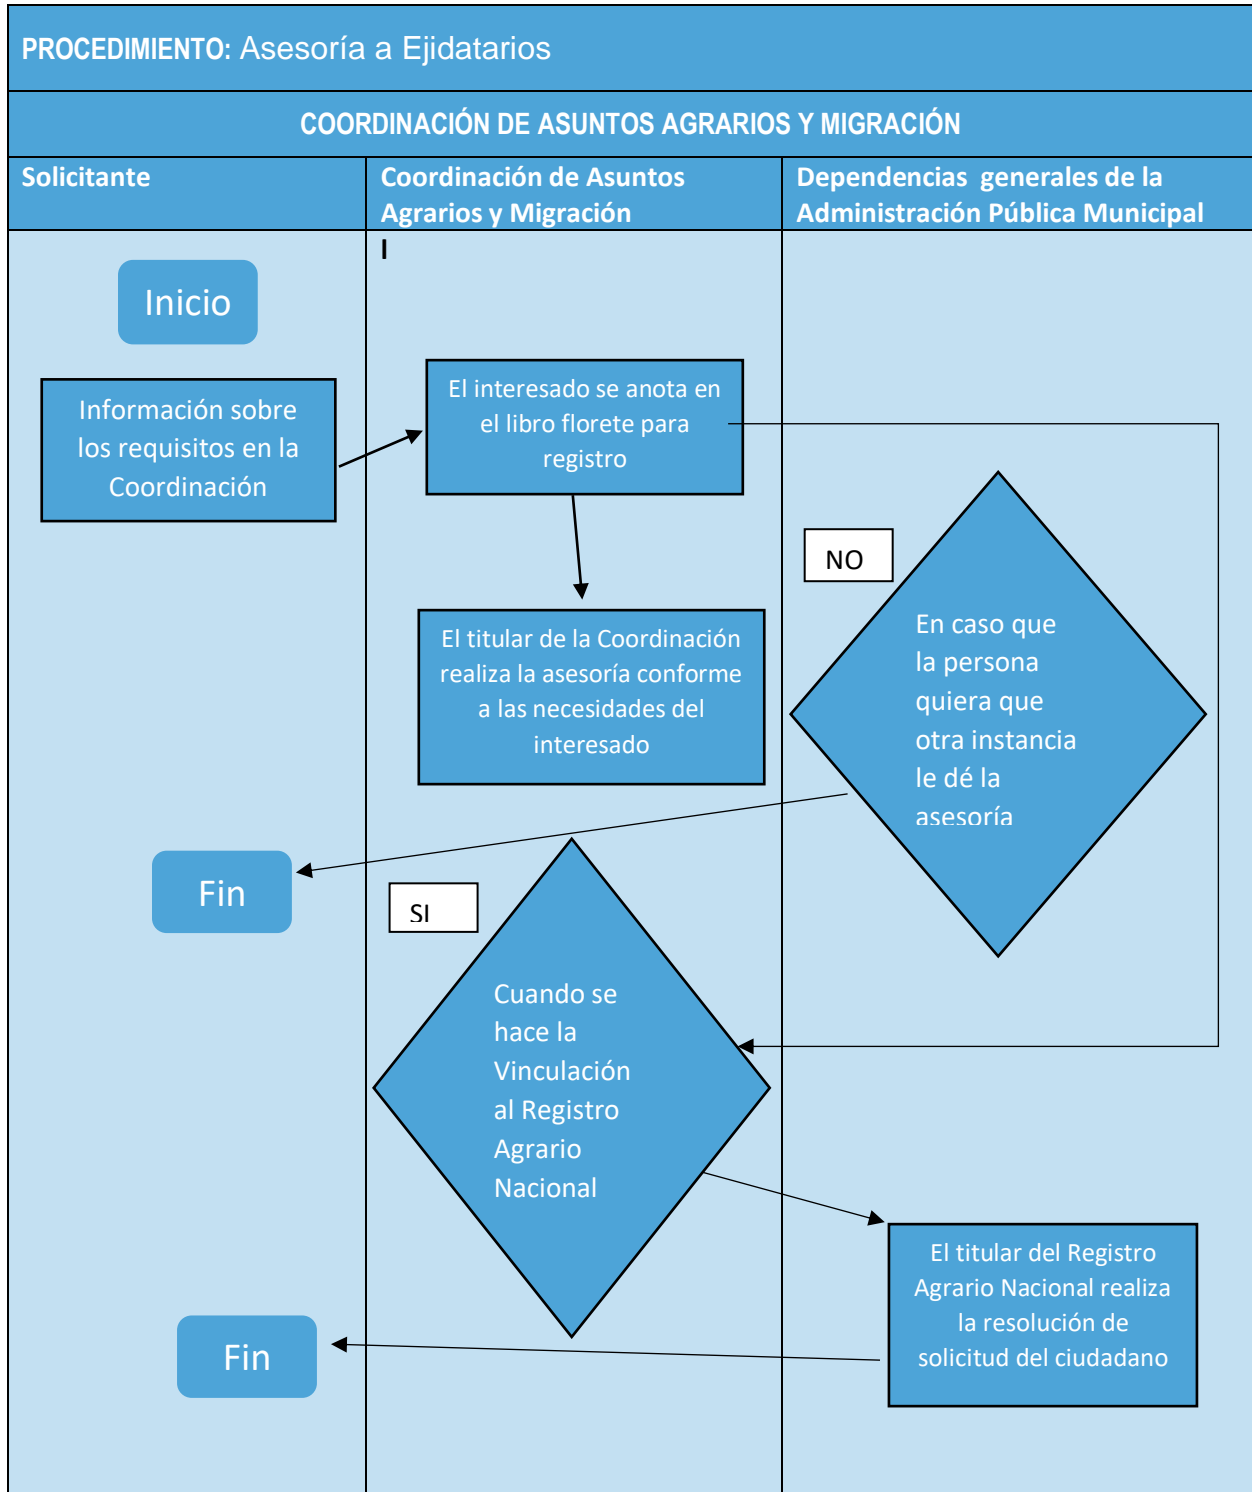 PROCEDIMIENTO: Asesoría a Ejidatarios
COORDINACIÓN DE ASUNTOS AGRARIOS Y MIGRACIÓN
Solicitante
Coordinación de Asuntos
Agrarios y Migración
Dependencias generales de la
Administración Pública Municipal
I
Inicio
Información sobre
los requisitos en la
Coordinación
El interesado se anota en
el libro florete para
registro
NO
En caso que
la persona
quiera que
otra instancia
le dé la
asesoría
El titular de la Coordinación
realiza la asesoría conforme
a las necesidades del
interesado
Fin
SI
Cuando se
hace la
Vinculación
al Registro
Agrario
Nacional
El titular del Registro
Agrario Nacional realiza
la resolución de
solicitud del ciudadano
Fin